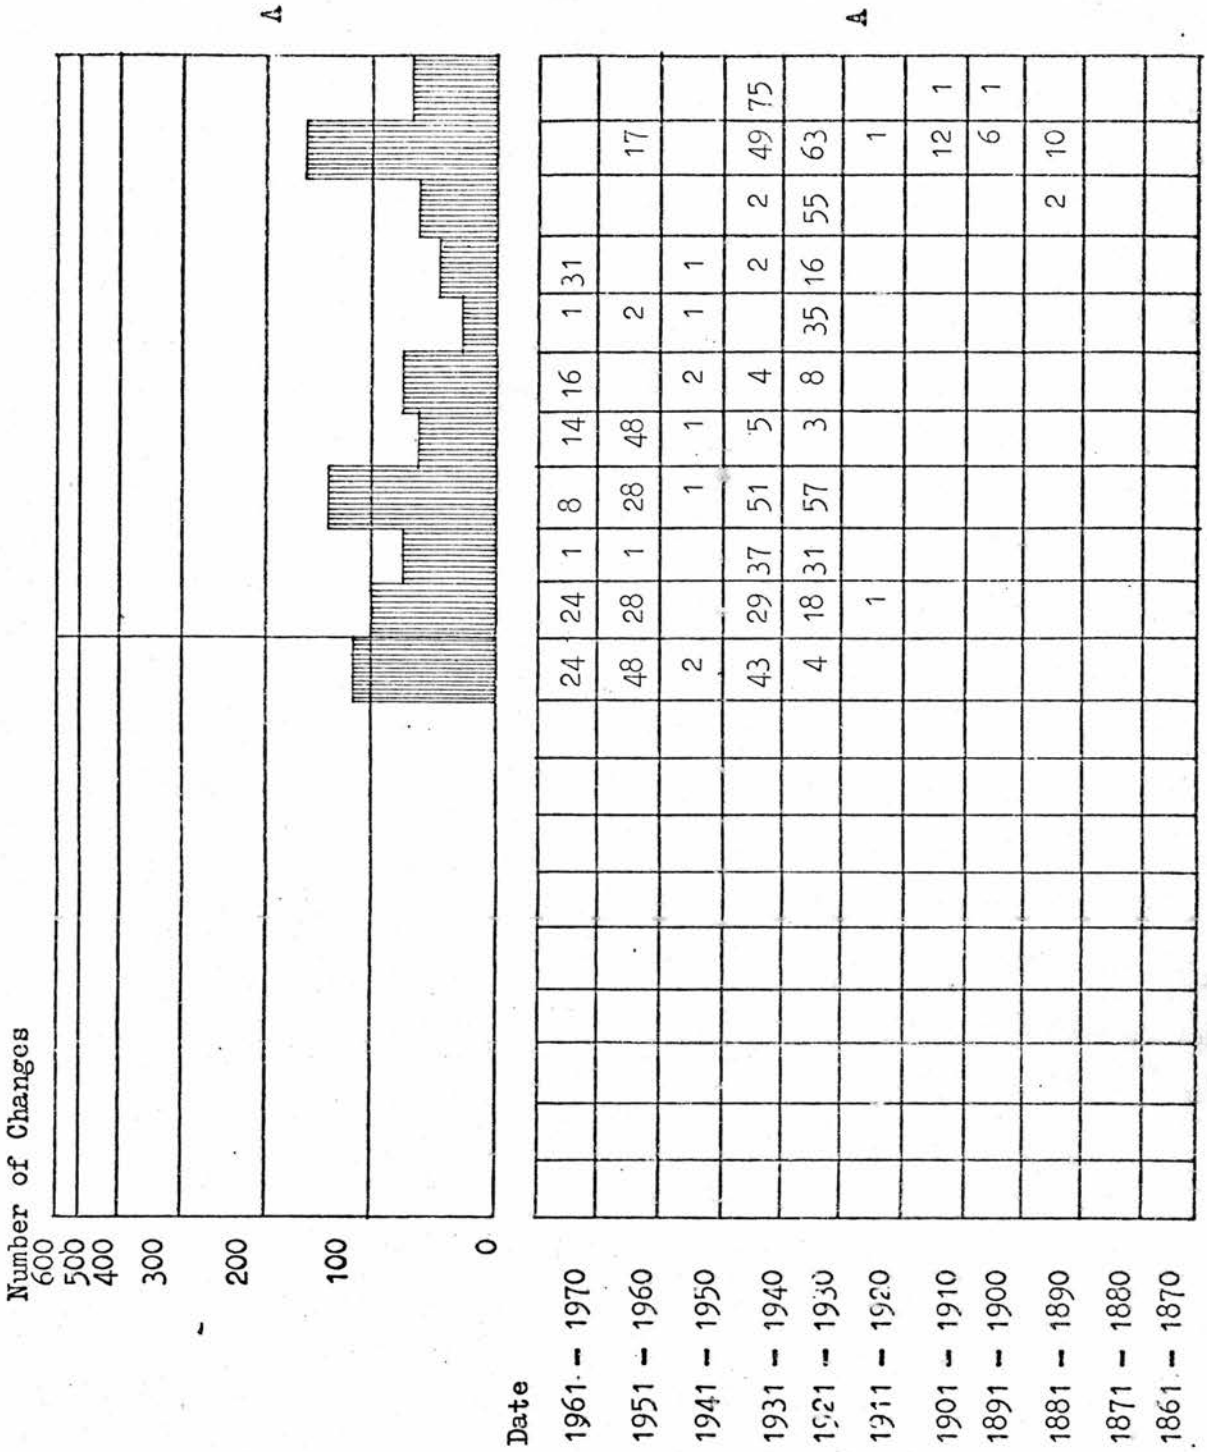 Number of Changes
600
500
400
300
200
100
0
A
Date
1961 - 1970 24 24 1 8 14 16 1 31
1951 - 1960 48 28 1 28 48 2 17
1941 - 1950 2 1 1 2 1 1
1931 - 1940 43 29 37 51 5 4 2 2 49 75
1921 - 1930 4 18 31 57 3 8 35 16 55 63
1911 - 1920 1 1
1901 - 1910 12 1
1891 - 1900 6 1
1881 - 1890 2 10
1871 - 1880
1861 - 1870
A